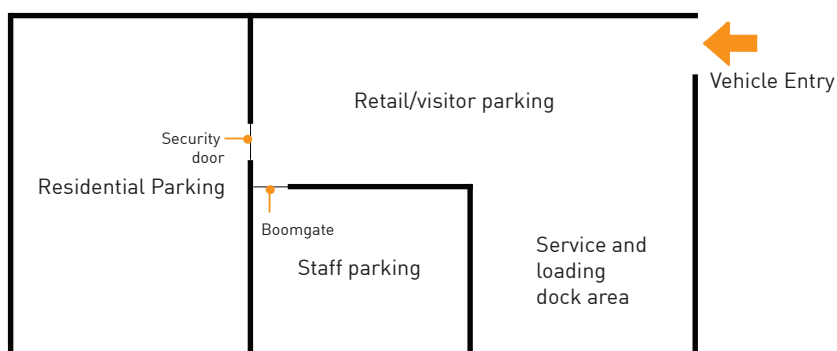 Vehicle Entry
Retail/visitor parking
Security
door
Residential Parking
Boomgate
Staff parking
Service and
loading
dock area